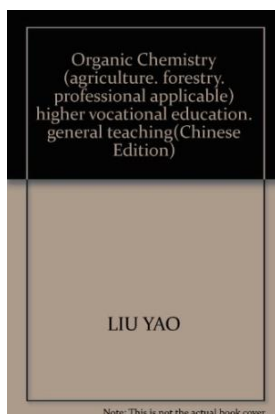 Organic Chemistry
(agriculture. forestry.
professional applicable)
higher vocational education.
general teaching(Chinese
Edition)
LIU YAO
Note: This is not the actual book cover